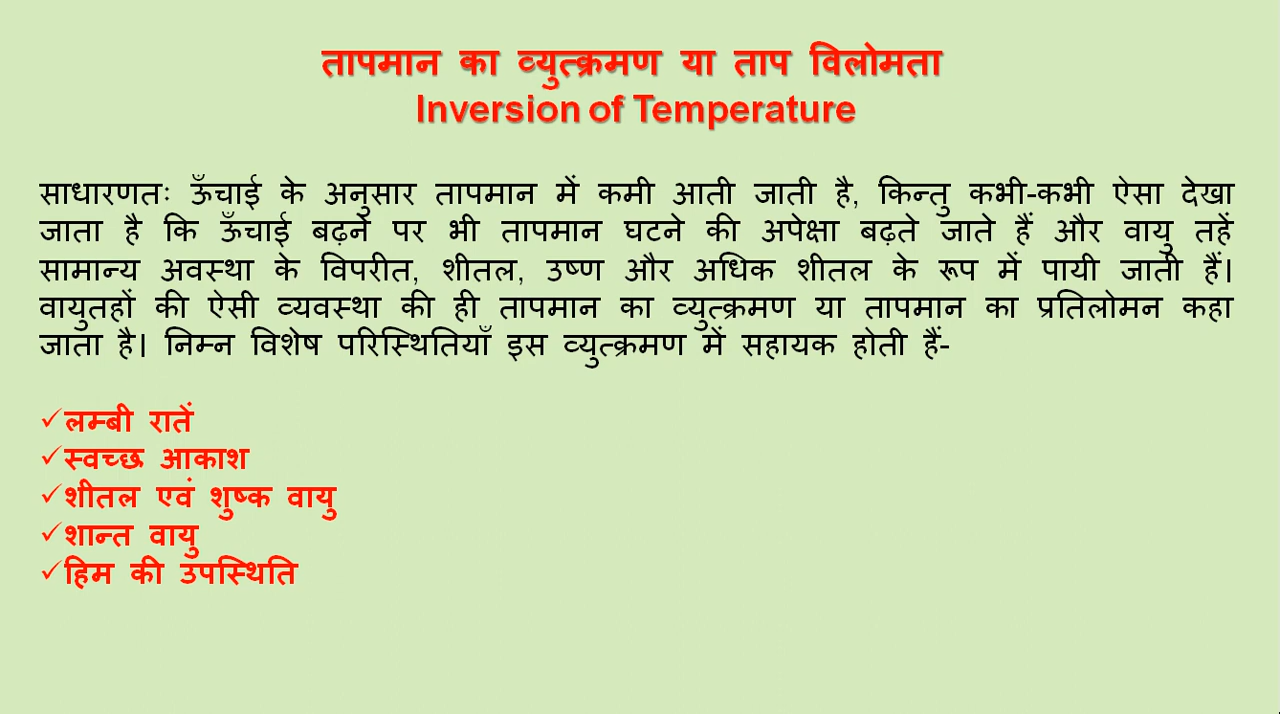 तापमान का व्युत्क्रमण या ताप विलोमता
Inversion of Temperature
साधारणतः ऊँचाई के अनुसार तापमान में कमी आती जाती है, किन्तु कभी-कभी ऐसा देखा
जाता है कि ऊँचाई बढ़ने पर भी तापमान घटने की अपेक्षा बढ़ते जाते हैं और वायु तहें
सामान्य अवस्था के विपरीत, शीतल, उष्ण और अधिक शीतल के रूप में पायी जाती हैं।
वायुतहों की ऐसी व्यवस्था की ही तापमान का व्युत्क्रमण या तापमान का प्रतिलोमन कहा
जाता है। निम्न विशेष परिस्थितियाँ इस व्युत्क्रमण में सहायक होती हैं-
✓लम्बी रातें
✓स्वच्छ आकाश
✓शीतल एवं शुष्क वायु
✓शान्त वायु
✓हिम की उपस्थिति